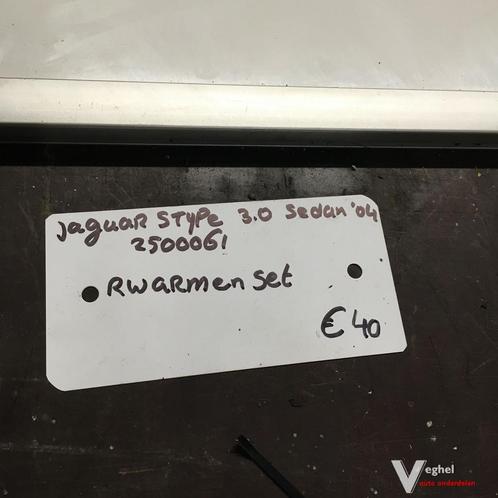 jaguar SType 3.0 Sedan '04
2500061
RwaRmen set
€ 40
Veghel
auto onderdelen